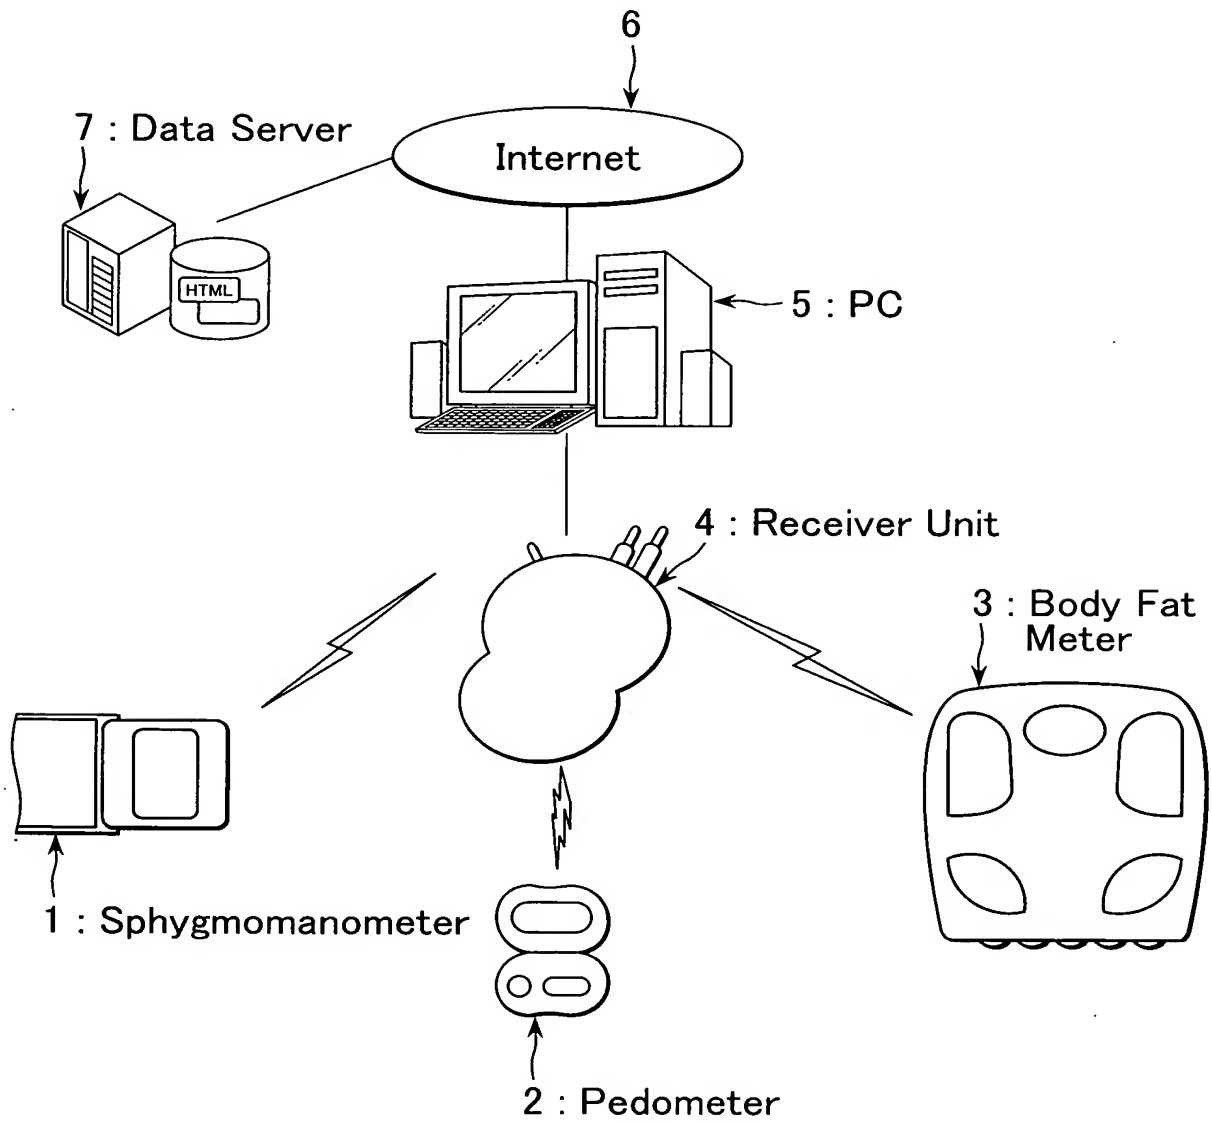 6
7 : Data Server
Internet
HTML
5 : PC
4 : Receiver Unit
3 : Body Fat
Meter
1 : Sphygmomanometer
2 : Pedometer